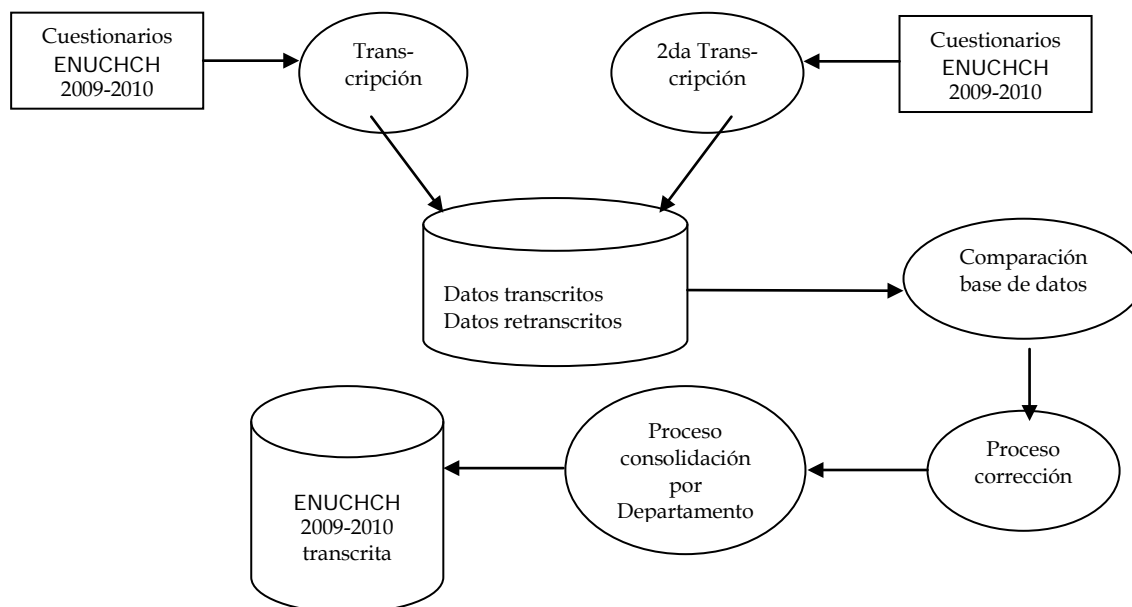 Cuestionarios
ENUCHCH
2009-2010
Trans-
cripción
2da Trans-
cripción
Cuestionarios
ENUCHCH
2009-2010
Datos transcritos
Datos retranscritos
Comparación
base de datos
Proceso
corrección
Proceso
consolidación
por
Departamento
ENUCHCH
2009-2010
transcrita